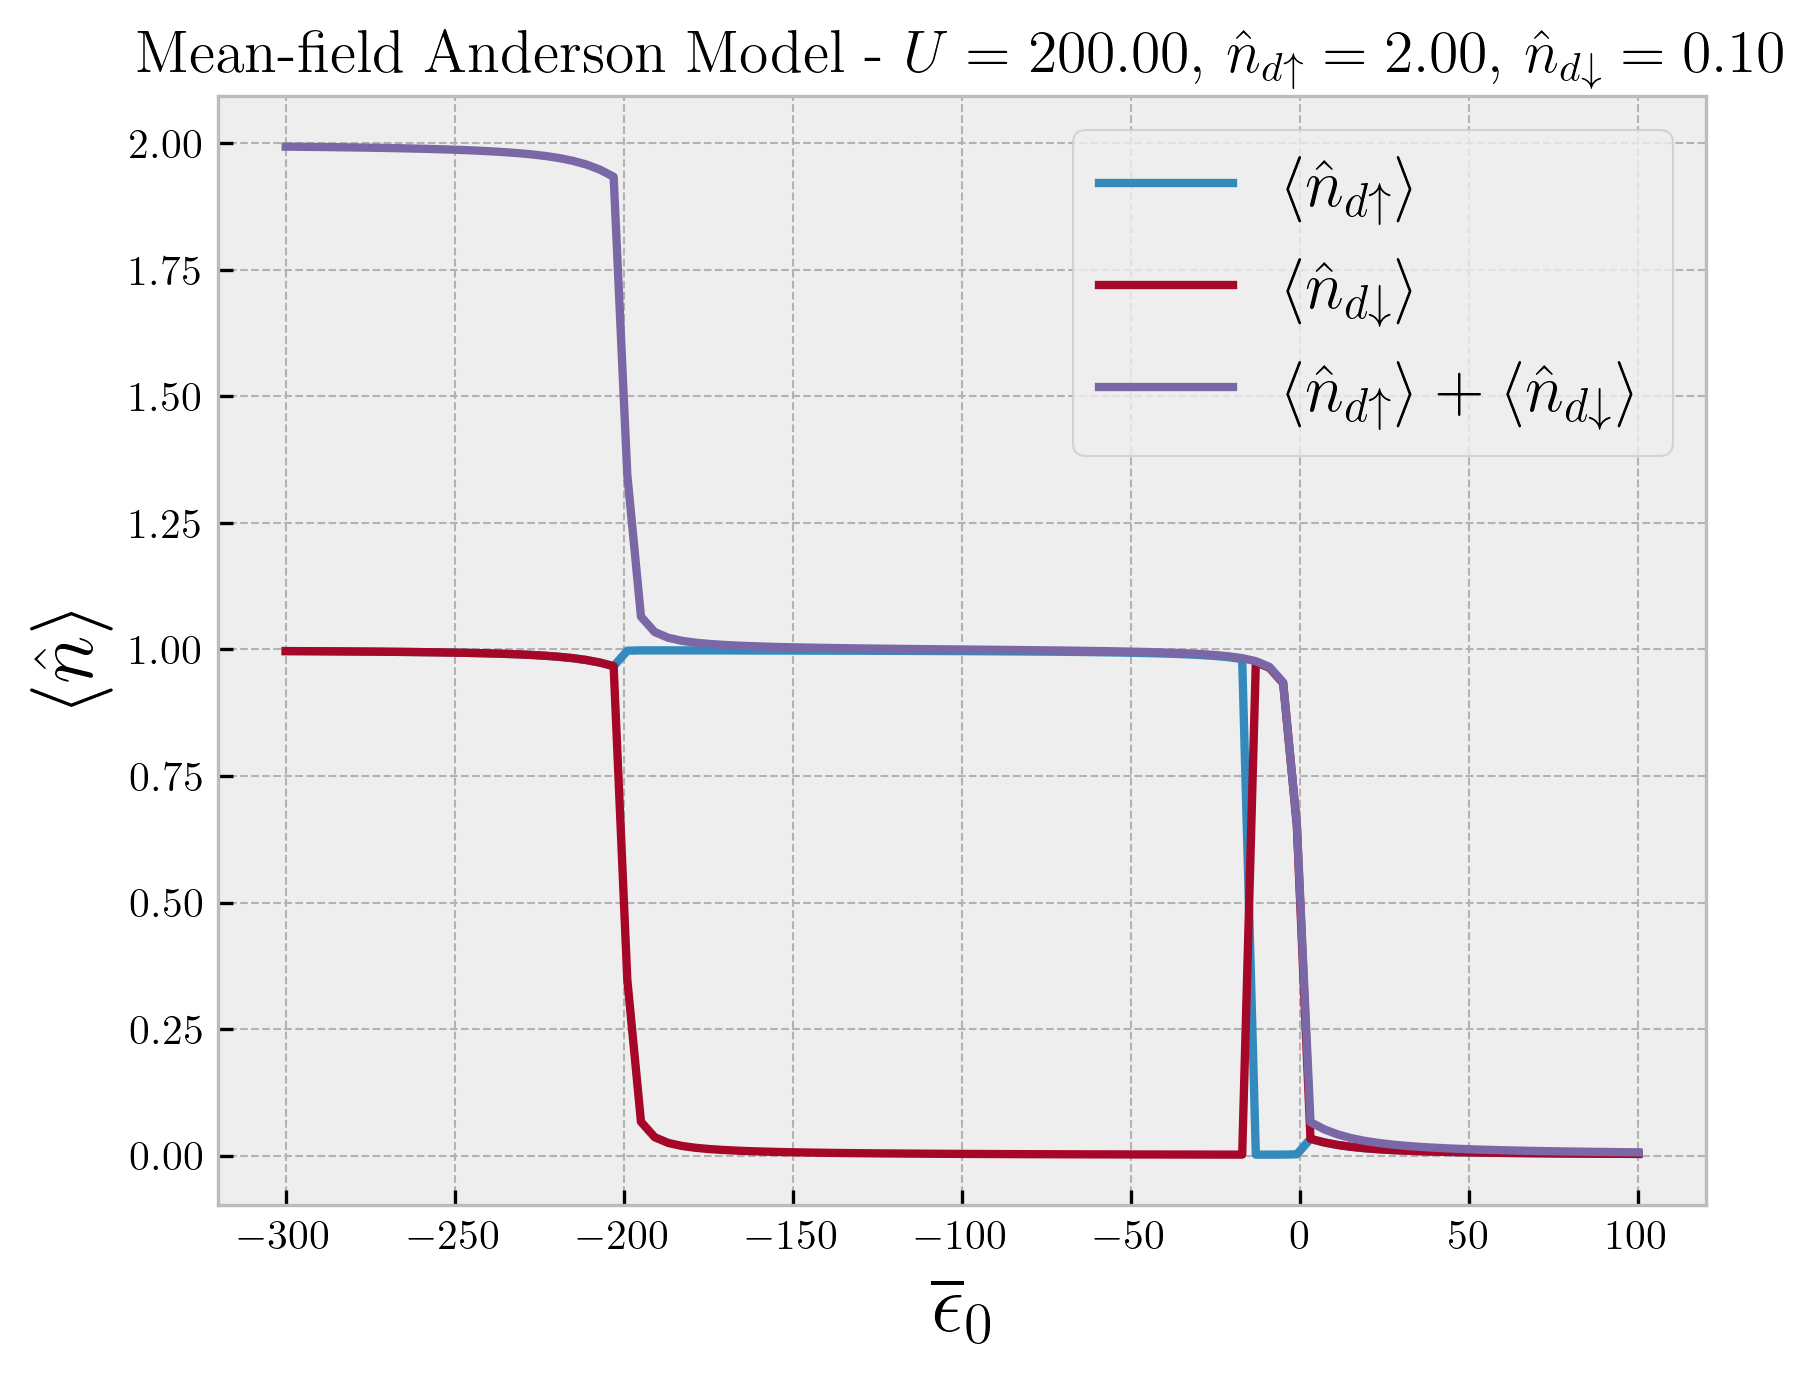 Mean-field Anderson Model - U = 200.00, n̂_{d↑} = 2.00, n̂_{d↓} = 0.10
⟨n̂_{d↑}⟩
⟨n̂_{d↓}⟩
⟨n̂_{d↑}⟩ + ⟨n̂_{d↓}⟩
⟨n̂⟩
2.00
1.75
1.50
1.25
1.00
0.75
0.50
0.25
0.00
−300 −250 −200 −150 −100 −50 0 50 100
ϵ̅₀